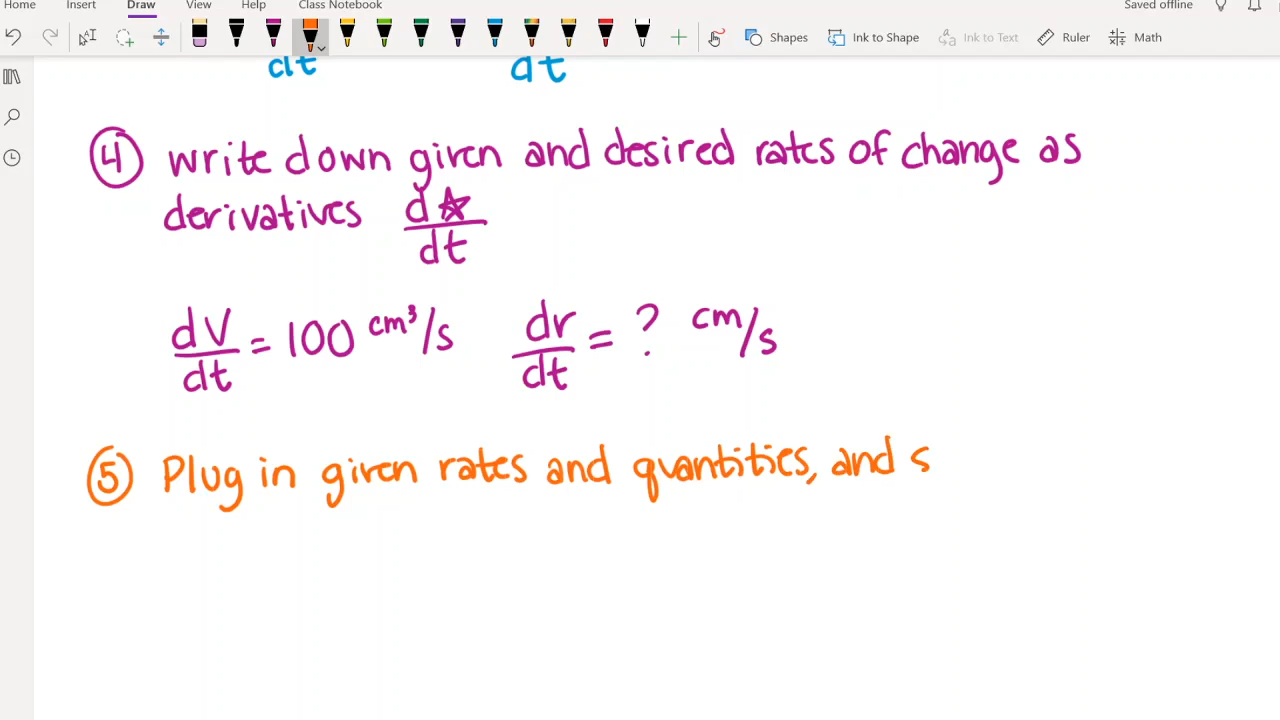 Home Insert Draw View Help Class Notebook Saved offline
Shapes Ink to Shape Ink to Text Ruler Math
dt dt
④ write down given and desired rates of change as
derivatives d☆/dt
dV/dt = 100 cm³/s dr/dt = ? cm/s
⑤ Plug in given rates and quantities, and s